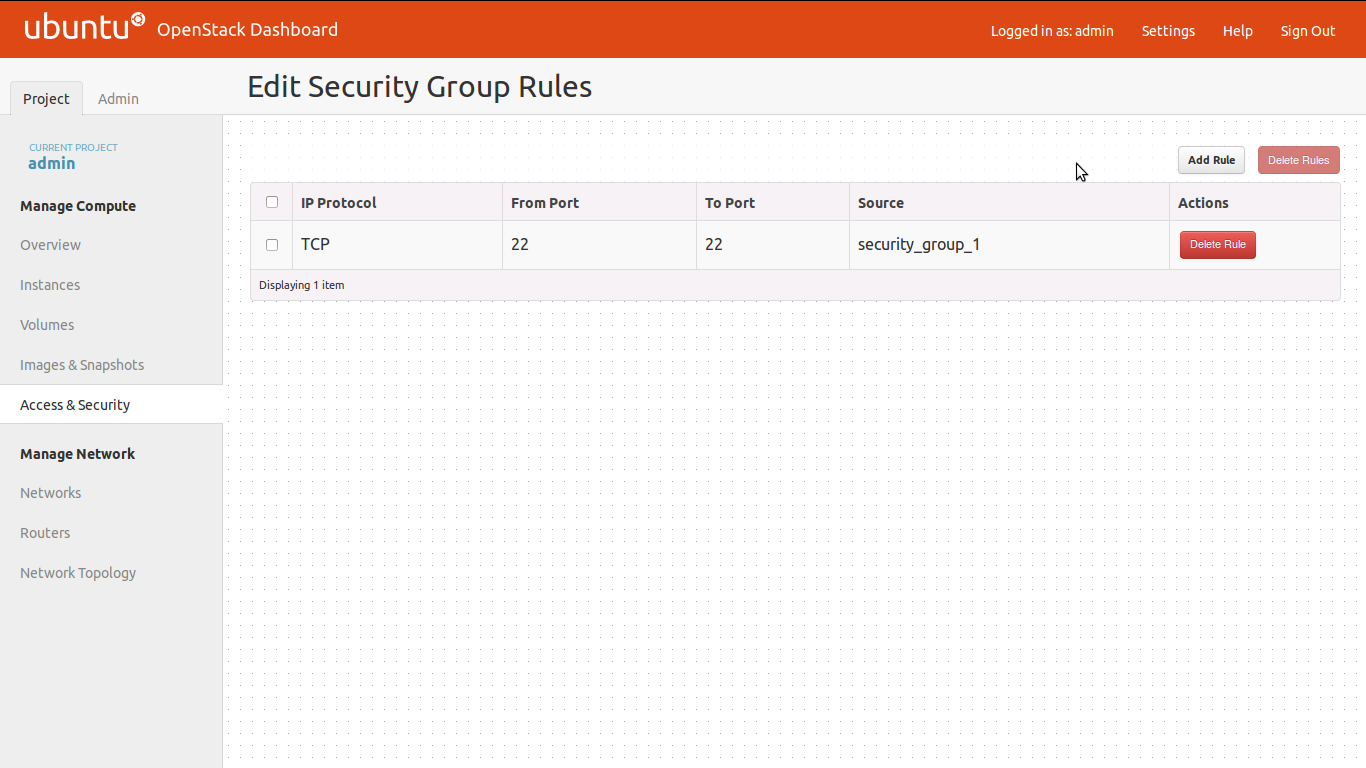 ubuntu OpenStack Dashboard Logged in as: admin Settings Help Sign Out
Project Admin Edit Security Group Rules
CURRENT PROJECT
admin
Manage Compute
Overview
Instances
Volumes
Images & Snapshots
Access & Security
Manage Network
Networks
Routers
Network Topology
Add Rule Delete Rules
IP Protocol From Port To Port Source Actions
TCP 22 22 security_group_1 Delete Rule
Displaying 1 item